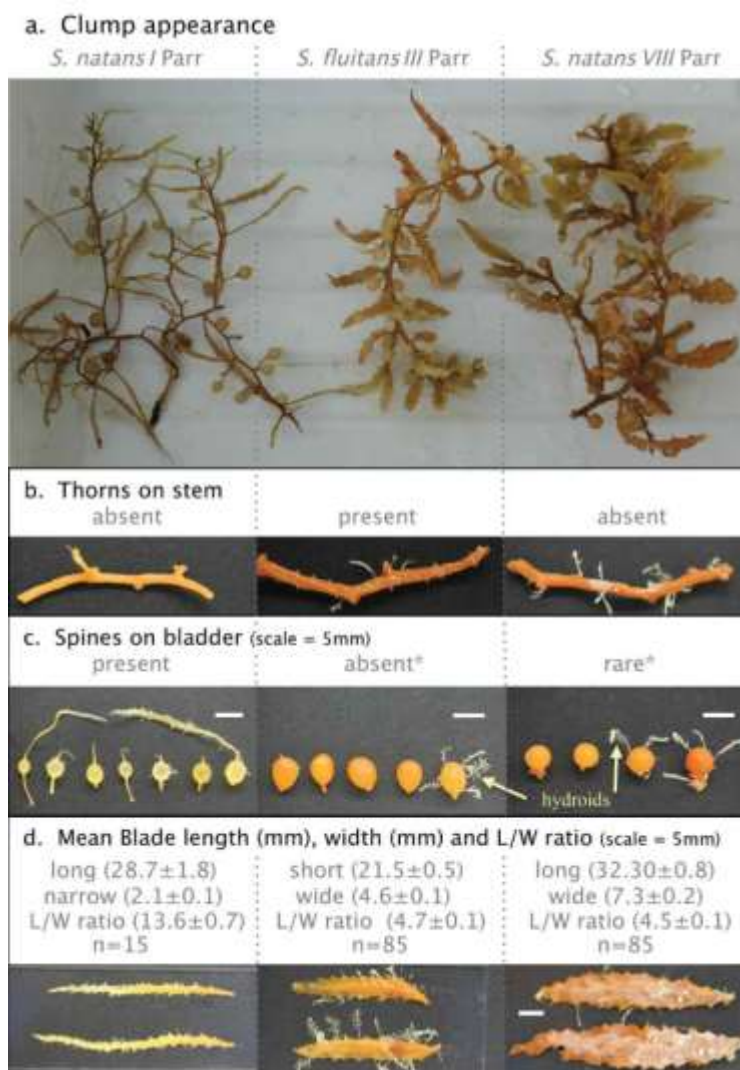 a. Clump appearance
S. natans I Parr S. fluitans III Parr S. natans VIII Parr
b. Thorns on stem
absent present absent
c. Spines on bladder (scale = 5mm)
present absent* rare*
hydroids
d. Mean Blade length (mm), width (mm) and L/W ratio (scale = 5mm)
long (28.7±1.8) short (21.5±0.5) long (32.30±0.8)
narrow (2.1±0.1) wide (4.6±0.1) wide (7.3±0.2)
L/W ratio (13.6±0.7) L/W ratio (4.7±0.1) L/W ratio (4.5±0.1)
n=15 n=85 n=85